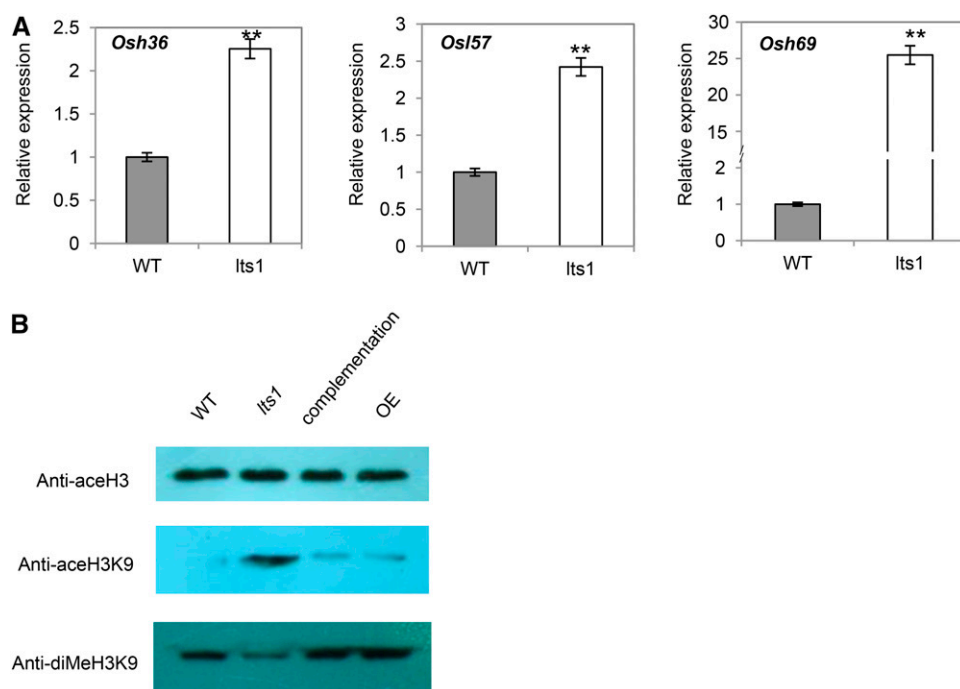 A
Osh36
Relative expression
2.5
2
1.5
1
0.5
0
**
WT
lts1
Osl57
Relative expression
3
2.5
2
1.5
1
0.5
0
**
WT
lts1
Osh69
Relative expression
30
25
20
15
10
2
1
0
**
WT
lts1
B
WT
lts1
complementation
OE
Anti-aceH3
Anti-aceH3K9
Anti-diMeH3K9